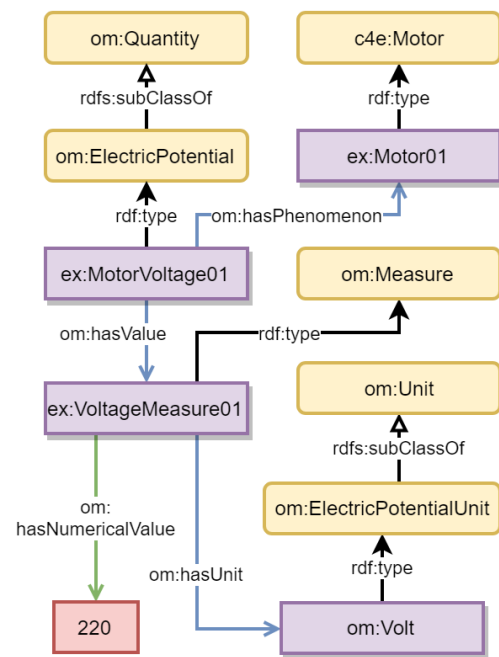 om:Quantity
c4e:Motor
rdfs:subClassOf
rdf:type
om:ElectricPotential
ex:Motor01
rdf:type
om:hasPhenomenon
ex:MotorVoltage01
om:Measure
om:hasValue
rdf:type
om:Unit
ex:VoltageMeasure01
rdfs:subClassOf
om:
hasNumericalValue
om:ElectricPotentialUnit
rdf:type
om:hasUnit
220
om:Volt